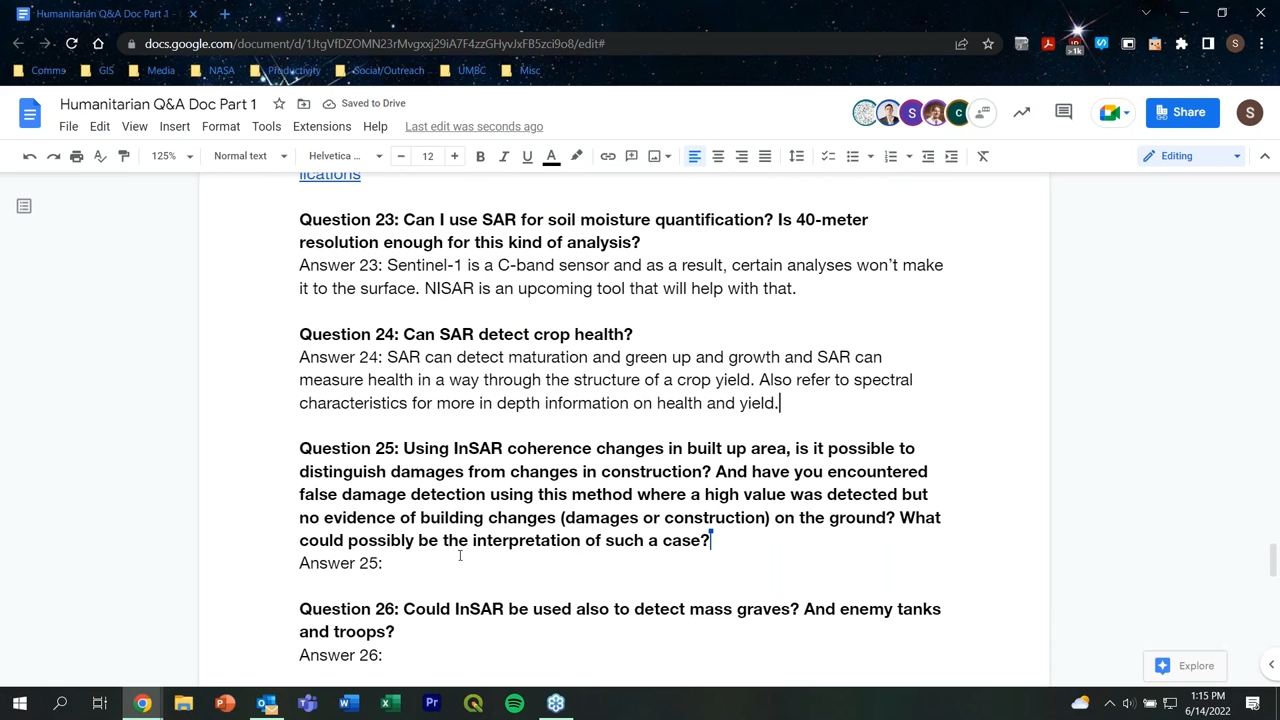 Humanitarian Q&A Doc Part 1
docs.google.com/document/d/1JtgVfDZOMN23rMvgxxj29iA7F4zzGHyvJxFB5zci9o8/edit#
>1k
S
Comms
GIS
Media
NASA
Productivity
Social/Outreach
UMBC
Misc
Humanitarian Q&A Doc Part 1
Saved to Drive
S
C
Share
S
File Edit View Insert Format Tools Extensions Help Last edit was seconds ago
125% Normal text Helvetica ... 12 B I U A Editing
lications
Question 23: Can I use SAR for soil moisture quantification? Is 40-meter
resolution enough for this kind of analysis?
Answer 23: Sentinel-1 is a C-band sensor and as a result, certain analyses won't make
it to the surface. NISAR is an upcoming tool that will help with that.
Question 24: Can SAR detect crop health?
Answer 24: SAR can detect maturation and green up and growth and SAR can
measure health in a way through the structure of a crop yield. Also refer to spectral
characteristics for more in depth information on health and yield.
Question 25: Using InSAR coherence changes in built up area, is it possible to
distinguish damages from changes in construction? And have you encountered
false damage detection using this method where a high value was detected but
no evidence of building changes (damages or construction) on the ground? What
could possibly be the interpretation of such a case?
Answer 25:
Question 26: Could InSAR be used also to detect mass graves? And enemy tanks
and troops?
Answer 26:
Explore
1:15 PM
6/14/2022